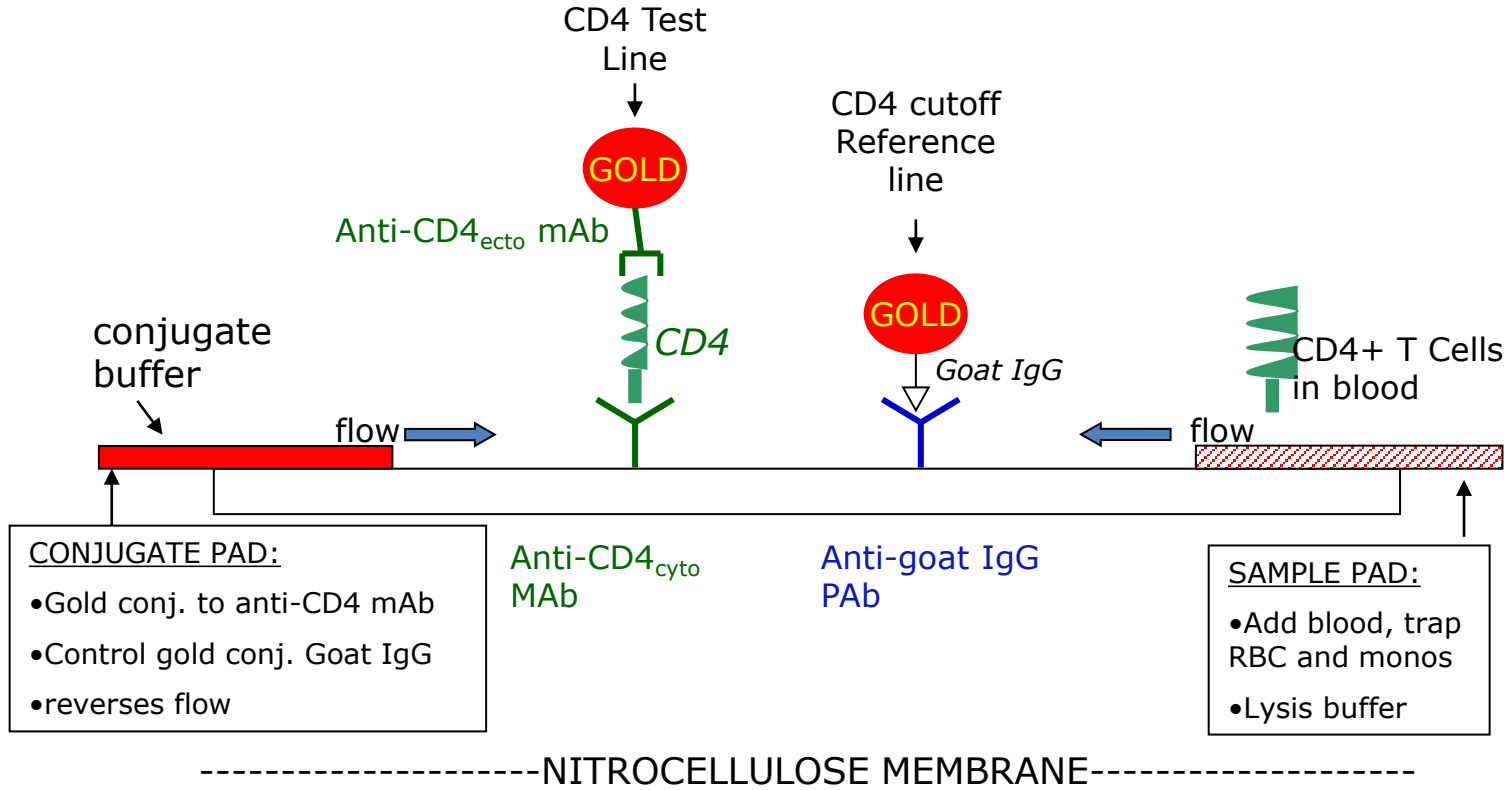 CD4 Test
Line
CD4 cutoff
Reference
line
GOLD
Anti-CD4ecto mAb
GOLD
CD4
Goat IgG
CD4+ T Cells
in blood
conjugate
buffer
flow
flow
CONJUGATE PAD:
•Gold conj. to anti-CD4 mAb
•Control gold conj. Goat IgG
•reverses flow
Anti-CD4cyto
MAb
Anti-goat IgG
PAb
SAMPLE PAD:
•Add blood, trap
RBC and monos
•Lysis buffer
---------------------NITROCELLULOSE MEMBRANE--------------------